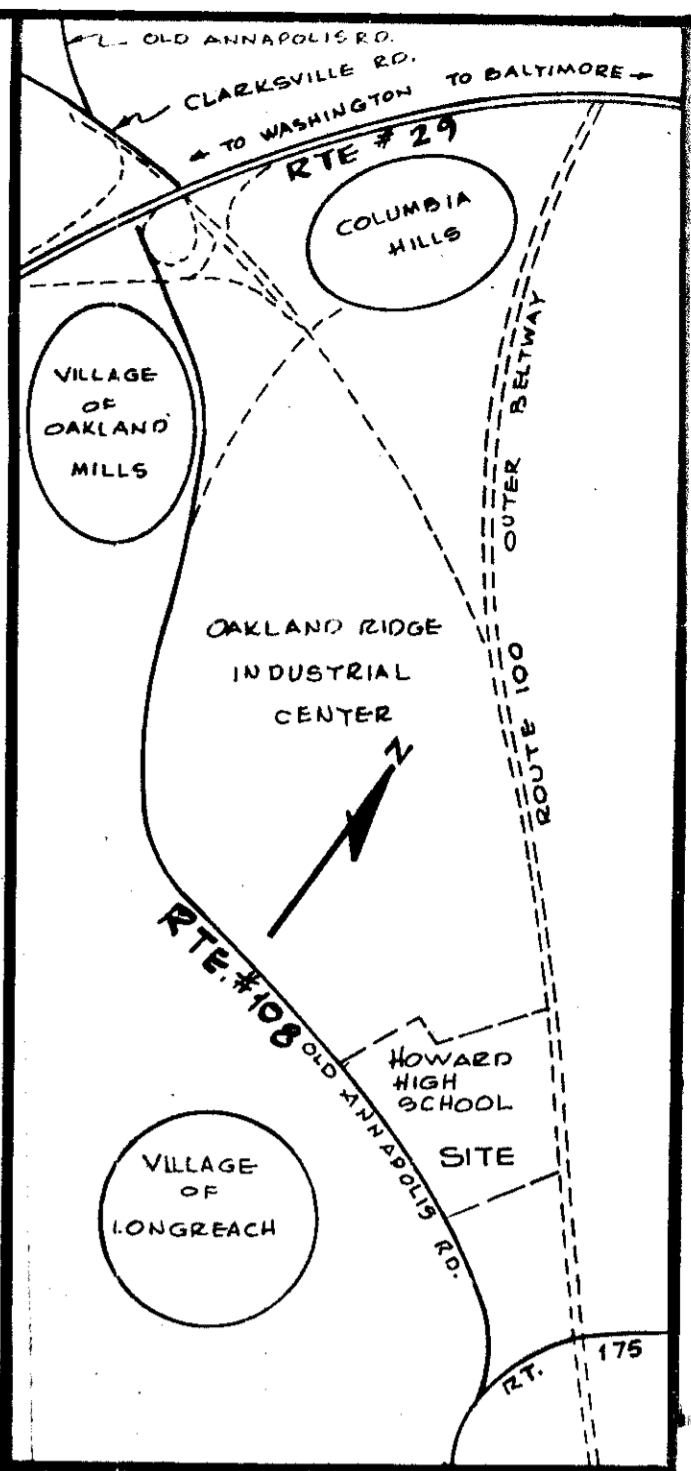 OLD ANNAPOLIS RD.
CLARKSVILLE RD.
TO BALTIMORE
TO WASHINGTON
RTE # 29
COLUMBIA
HILLS
VILLAGE
OF
OAKLAND
MILLS
ROUTE 100 OUTER BELTWAY
OAKLAND RIDGE
INDUSTRIAL
CENTER
N
RTE. #108 OLD ANNAPOLIS RD.
HOWARD
HIGH
SCHOOL
SITE
VILLAGE
OF
LONGREACH
RT. 175